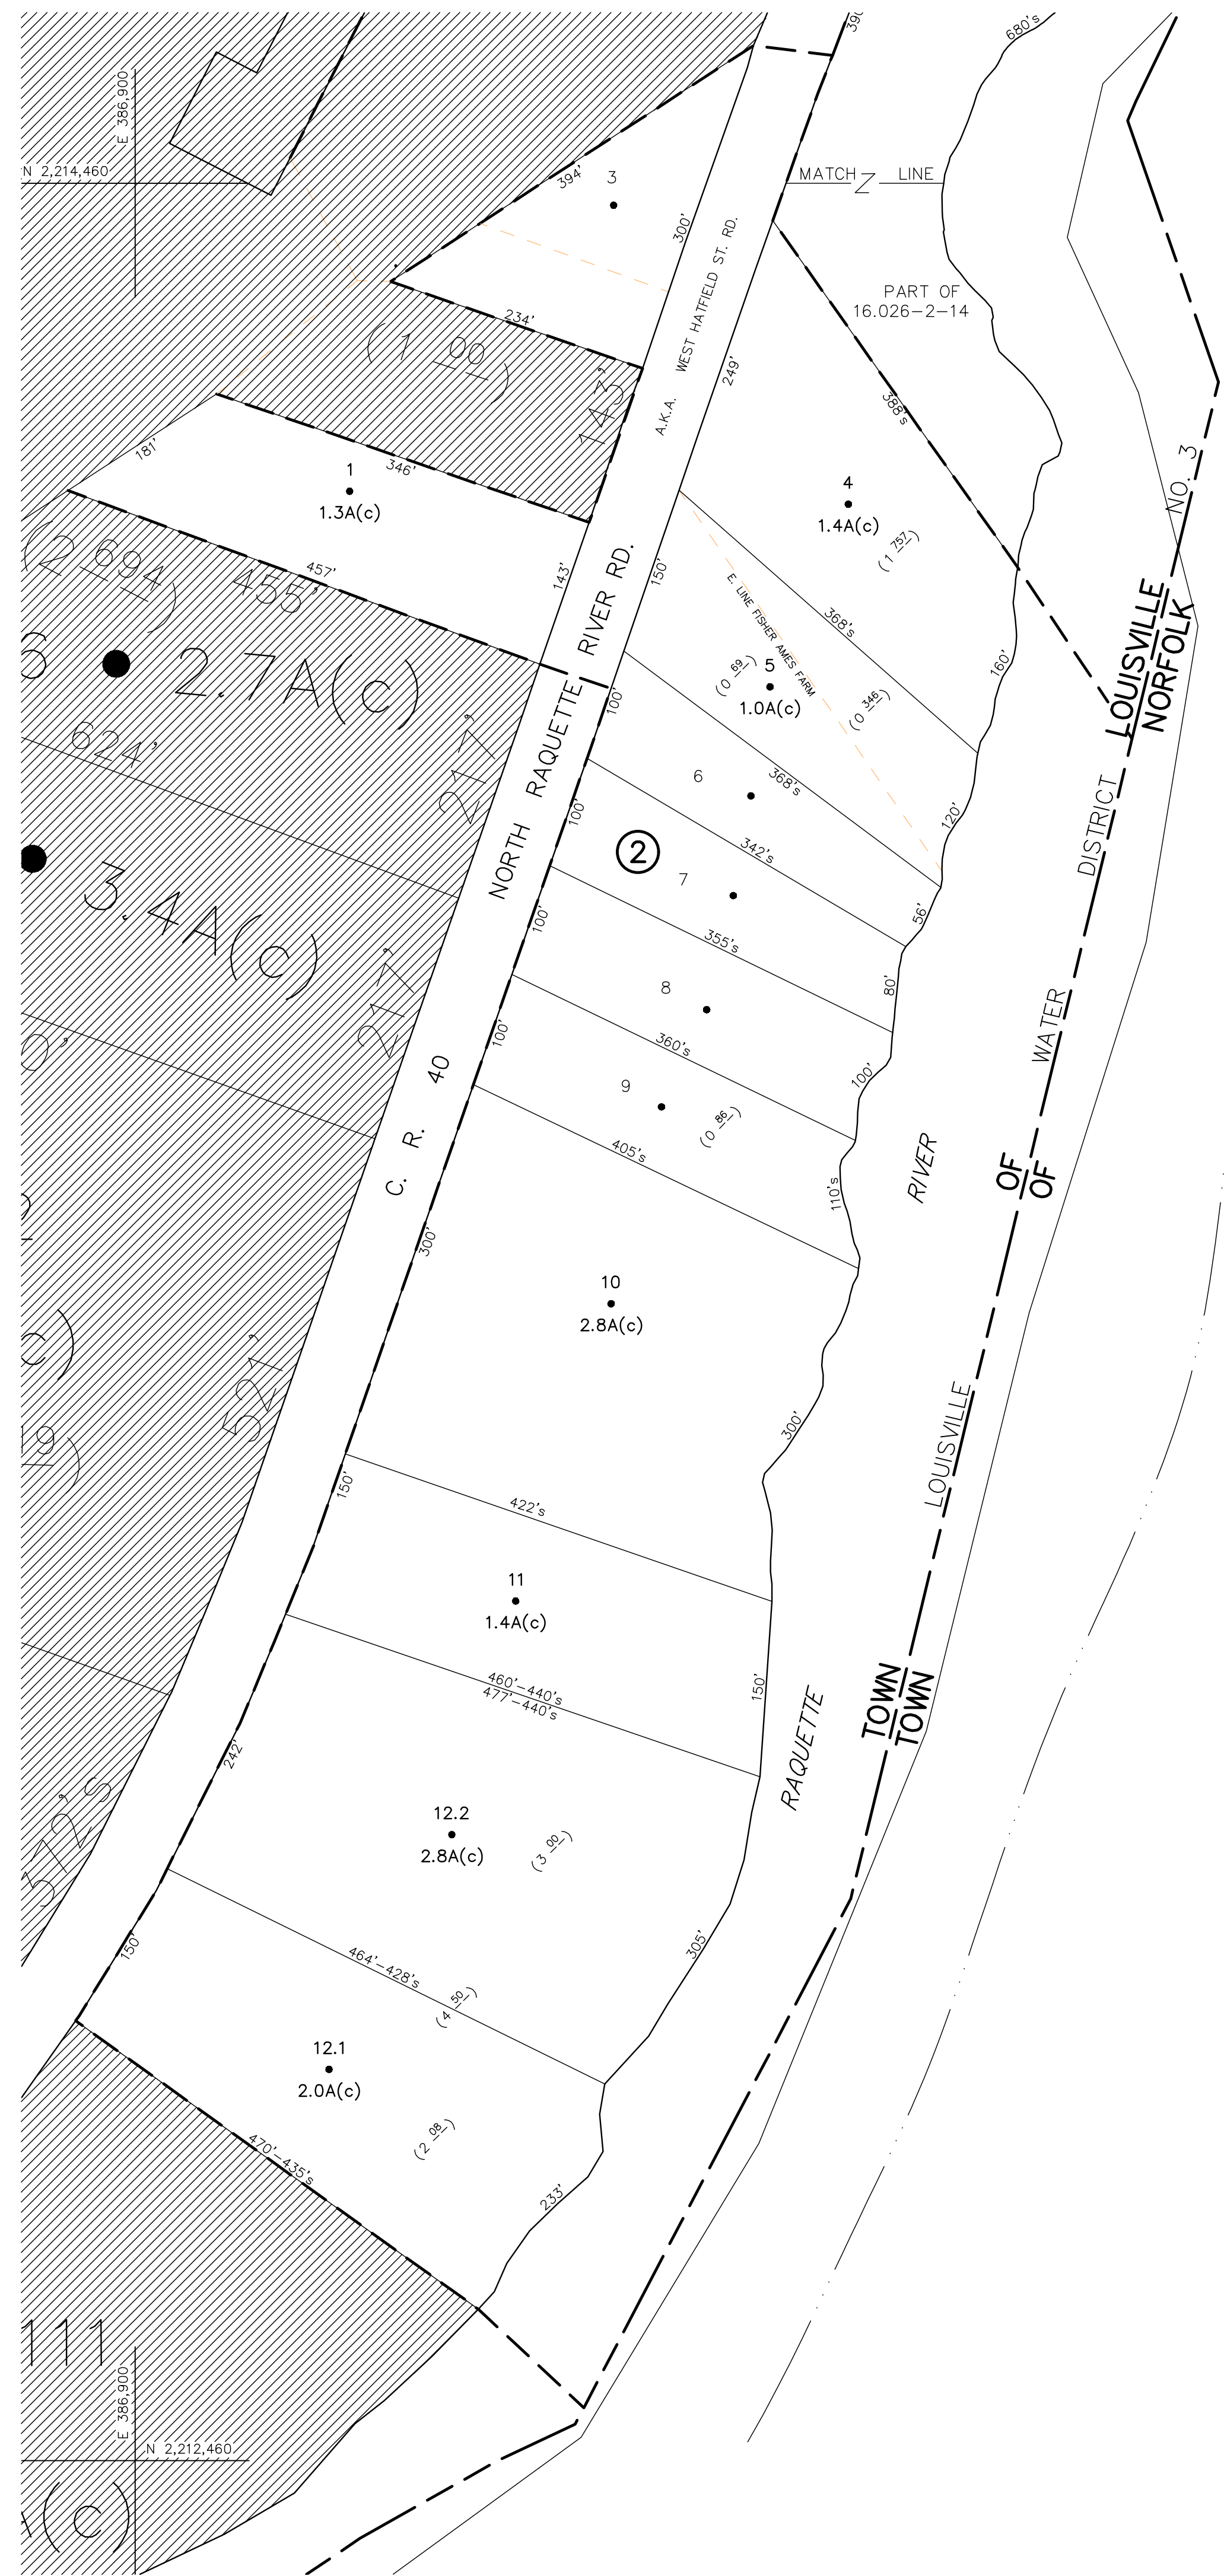 390
680's
E 386,900
N 2,214,460
MATCH Z LINE
394'
3
300'
A.K.A. WEST HATFIELD ST. RD.
PART OF
16.026-2-14
234'
(1 00)
143'
249'
388's
181'
346'
1
1.3A(c)
4
1.4A(c)
(1 757)
NO. 3
457'
455'
(2 694)
143'
150'
E. LINE FISHER AMES FARM
368's
160'
LOUISVILLE
NORFOLK
2.7A(c)
624'
217'
NORTH RAQUETTE RIVER RD.
100'
(0 69)
5
1.0A(c)
(0 346)
6
368's
120'
100'
2
342's
7
56'
DISTRICT
3.4A(c)
0'
217'
100'
355's
8
80'
WATER
100'
360's
9
(0 86)
100'
C. R. 40
405's
110's
RIVER
OF
OF
300'
10
2.8A(c)
c)
19)
521'
300'
LOUISVILLE
150'
422's
11
1.4A(c)
460'-440's
477'-440's
150'
RAQUETTE
TOWN
TOWN
242'
372's
12.2
2.8A(c)
(3 00)
150'
464'-428's
(4 50)
305'
12.1
2.0A(c)
(2 08)
470'-435's
233'
111
E 386,900
N 2,212,460
(c)